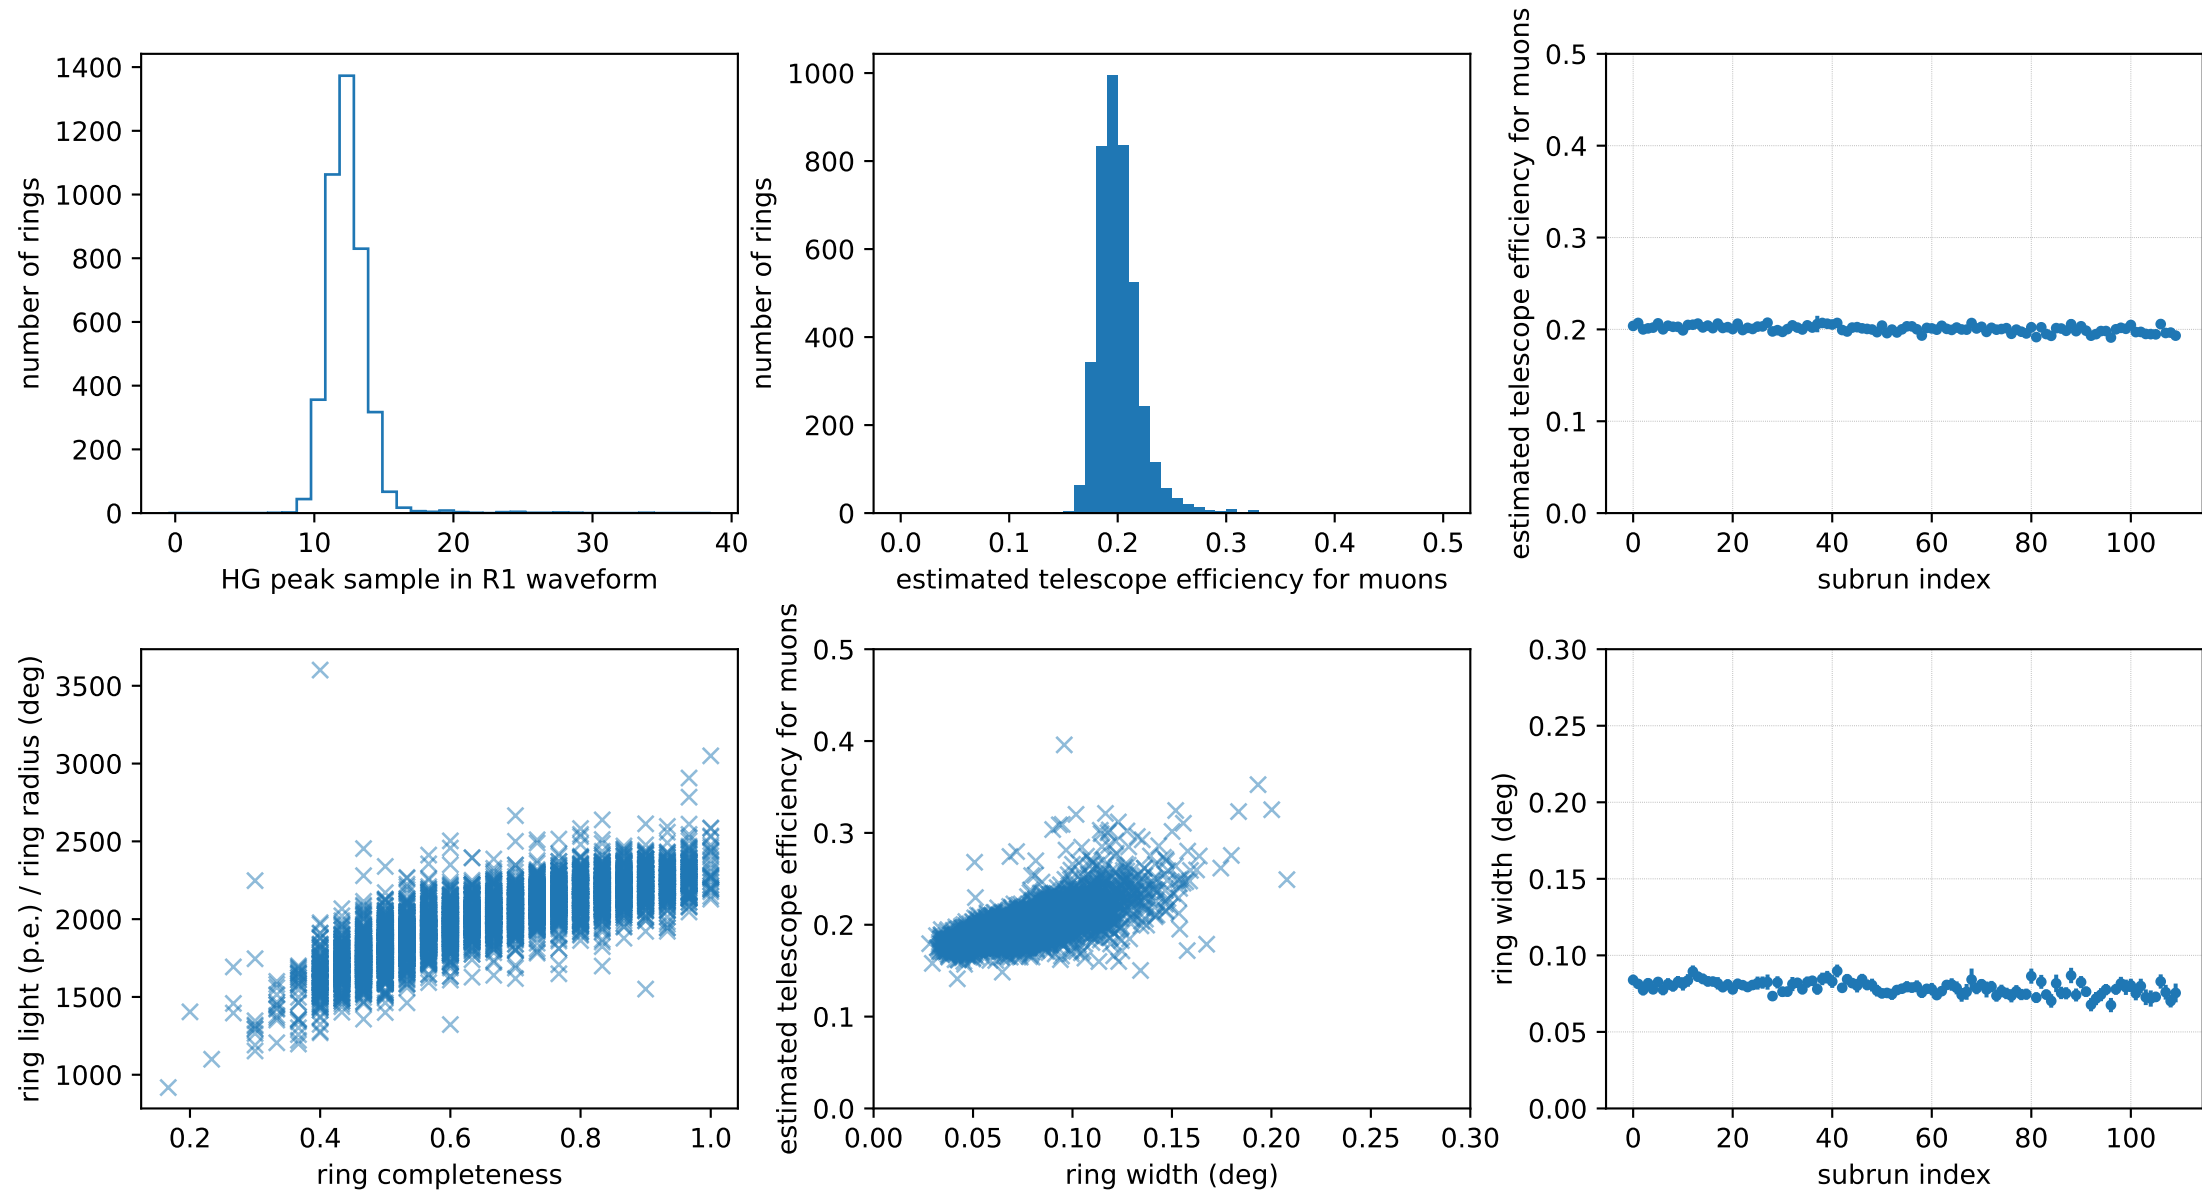 number of rings
1400
1200
1000
800
600
400
200
0
0 10 20 30 40
HG peak sample in R1 waveform
number of rings
1000
800
600
400
200
0
0.0 0.1 0.2 0.3 0.4 0.5
estimated telescope efficiency for muons
estimated telescope efficiency for muons
0.5
0.4
0.3
0.2
0.1
0.0
0 20 40 60 80 100
subrun index
ring light (p.e.) / ring radius (deg)
3500
3000
2500
2000
1500
1000
0.2 0.4 0.6 0.8 1.0
ring completeness
estimated telescope efficiency for muons
0.5
0.4
0.3
0.2
0.1
0.0
0.00 0.05 0.10 0.15 0.20 0.25 0.30
ring width (deg)
ring width (deg)
0.30
0.25
0.20
0.15
0.10
0.05
0.00
0 20 40 60 80 100
subrun index